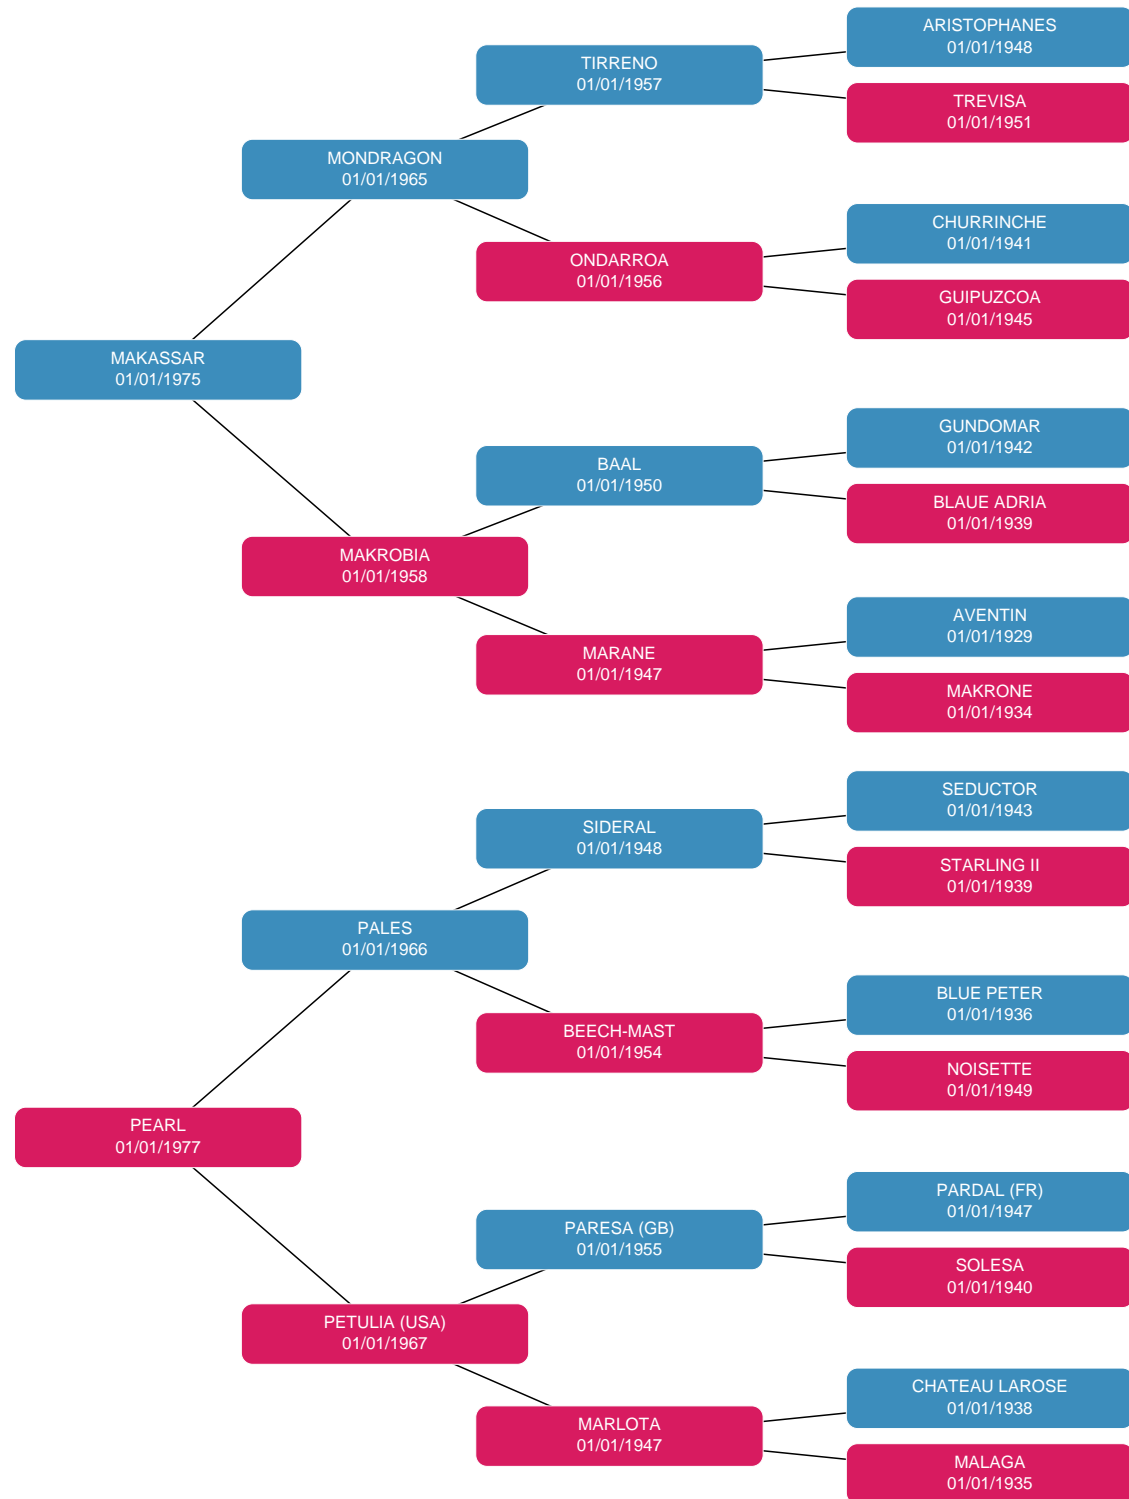 ARISTOPHANES
01/01/1948
TIRRENO
01/01/1957
TREVISA
01/01/1951
MONDRAGON
01/01/1965
CHURRINCHE
01/01/1941
ONDARROA
01/01/1956
GUIPUZCOA
01/01/1945
MAKASSAR
01/01/1975
GUNDOMAR
01/01/1942
BAAL
01/01/1950
BLAUE ADRIA
01/01/1939
MAKROBIA
01/01/1958
AVENTIN
01/01/1929
MARANE
01/01/1947
MAKRONE
01/01/1934
SEDUCTOR
01/01/1943
SIDERAL
01/01/1948
STARLING II
01/01/1939
PALES
01/01/1966
BLUE PETER
01/01/1936
BEECH-MAST
01/01/1954
NOISETTE
01/01/1949
PEARL
01/01/1977
PARDAL (FR)
01/01/1947
PARESA (GB)
01/01/1955
SOLESA
01/01/1940
PETULIA (USA)
01/01/1967
CHATEAU LAROSE
01/01/1938
MARLOTA
01/01/1947
MALAGA
01/01/1935